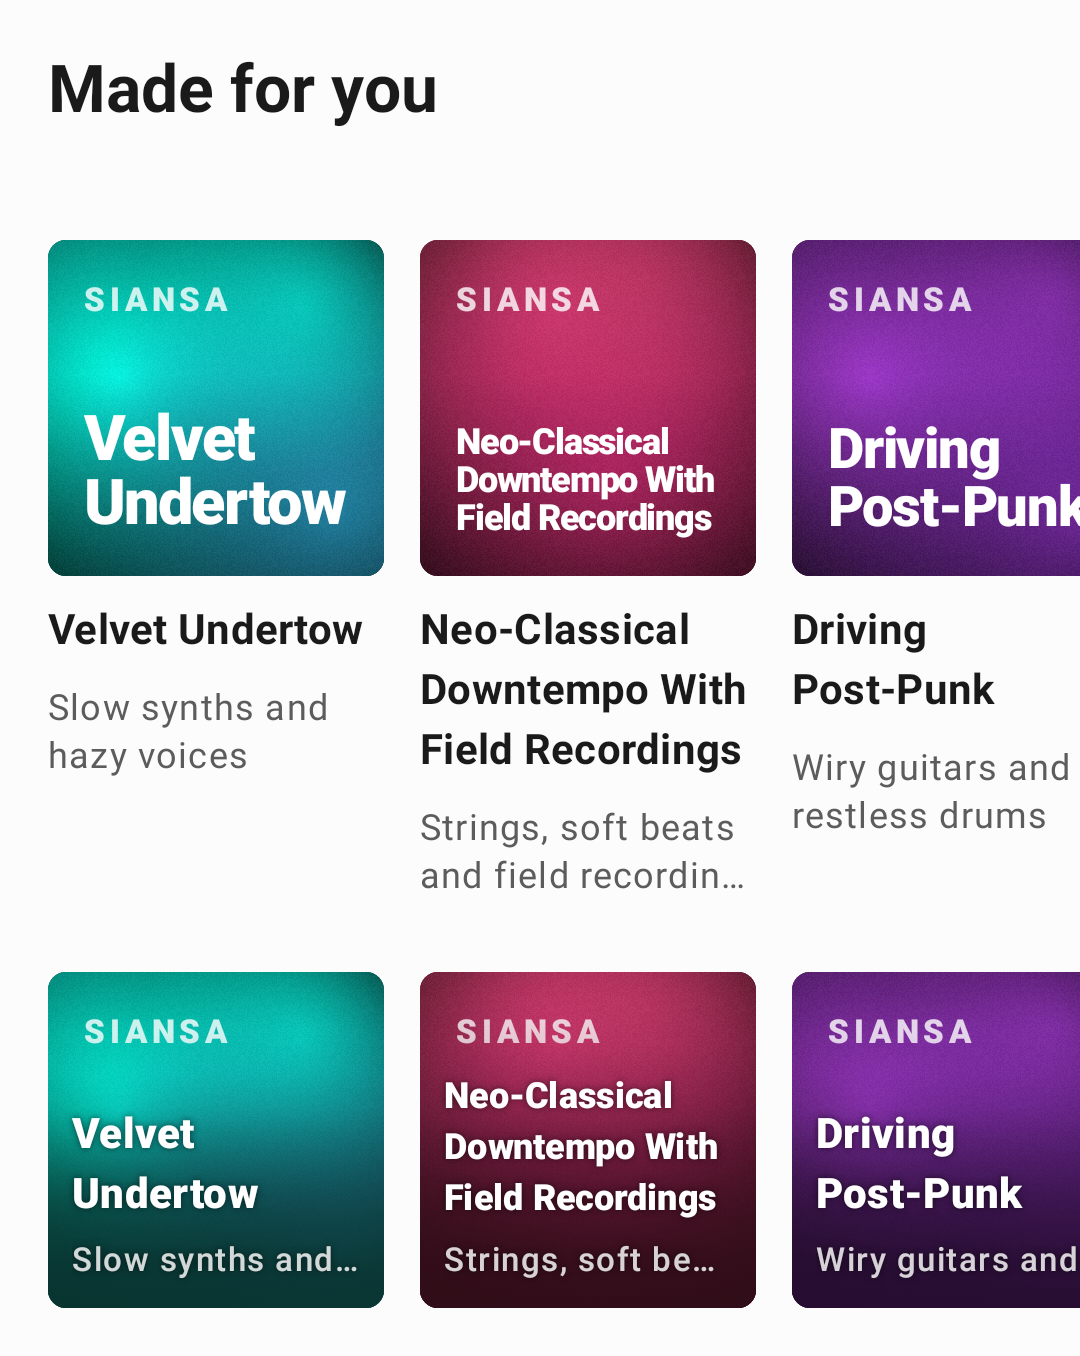 Made for you
SIANSA
Velvet
Undertow
SIANSA
Neo-Classical
Downtempo With
Field Recordings
SIANSA
Driving
Post-Punk
Velvet Undertow
Slow synths and
hazy voices
Neo-Classical
Downtempo With
Field Recordings
Strings, soft beats
and field recordin…
Driving
Post-Punk
Wiry guitars and
restless drums
SIANSA
Velvet
Undertow
Slow synths and…
SIANSA
Neo-Classical
Downtempo With
Field Recordings
Strings, soft be…
SIANSA
Driving
Post-Punk
Wiry guitars and